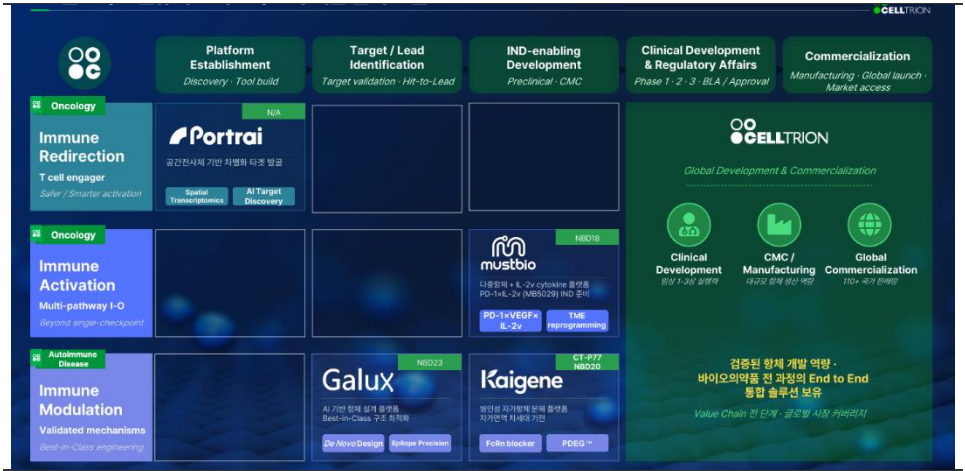 CELLTRION
Platform
Establishment
Discovery · Tool build
Target / Lead
Identification
Target validation · Hit-to-Lead
IND-enabling
Development
Preclinical · CMC
Clinical Development
& Regulatory Affairs
Phase 1 · 2 · 3 · BLA / Approval
Commercialization
Manufacturing · Global launch ·
Market access
Oncology
Immune
Redirection
T cell engager
Safer / Smarter activation
N/A
Portrai
공간전사체 기반 차별화 타겟 발굴
Spatial
Transcriptomics
AI Target
Discovery
Oncology
Immune
Activation
Multi-pathway I-O
Beyond single-checkpoint
NBD18
mustbio
다중항체 + IL-2v cytokine 플랫폼
PD-1×IL-2v (MB5029) IND 준비
PD-1×VEGF×
IL-2v
TME
reprogramming
Autoimmune
Disease
Immune
Modulation
Validated mechanisms
Best-in-Class engineering
NBD23
Galux
AI 기반 항체 설계 플랫폼
Best-in-Class 구조 최적화
De Novo Design
Epitope Precision
CT-P77
NBD20
Kaigene
병인성 자가항체 분해 플랫폼
자가면역 차세대 기전
FcRn blocker
PDEG™
CELLTRION
Global Development & Commercialization
Clinical
Development
임상 1-3상 실행력
CMC /
Manufacturing
대규모 항체 생산 역량
Global
Commercialization
110+ 국가 판매망
검증된 항체 개발 역량 ·
바이오의약품 전 과정의 End to End
통합 솔루션 보유
Value Chain 전 단계 · 글로벌 시장 커버리지